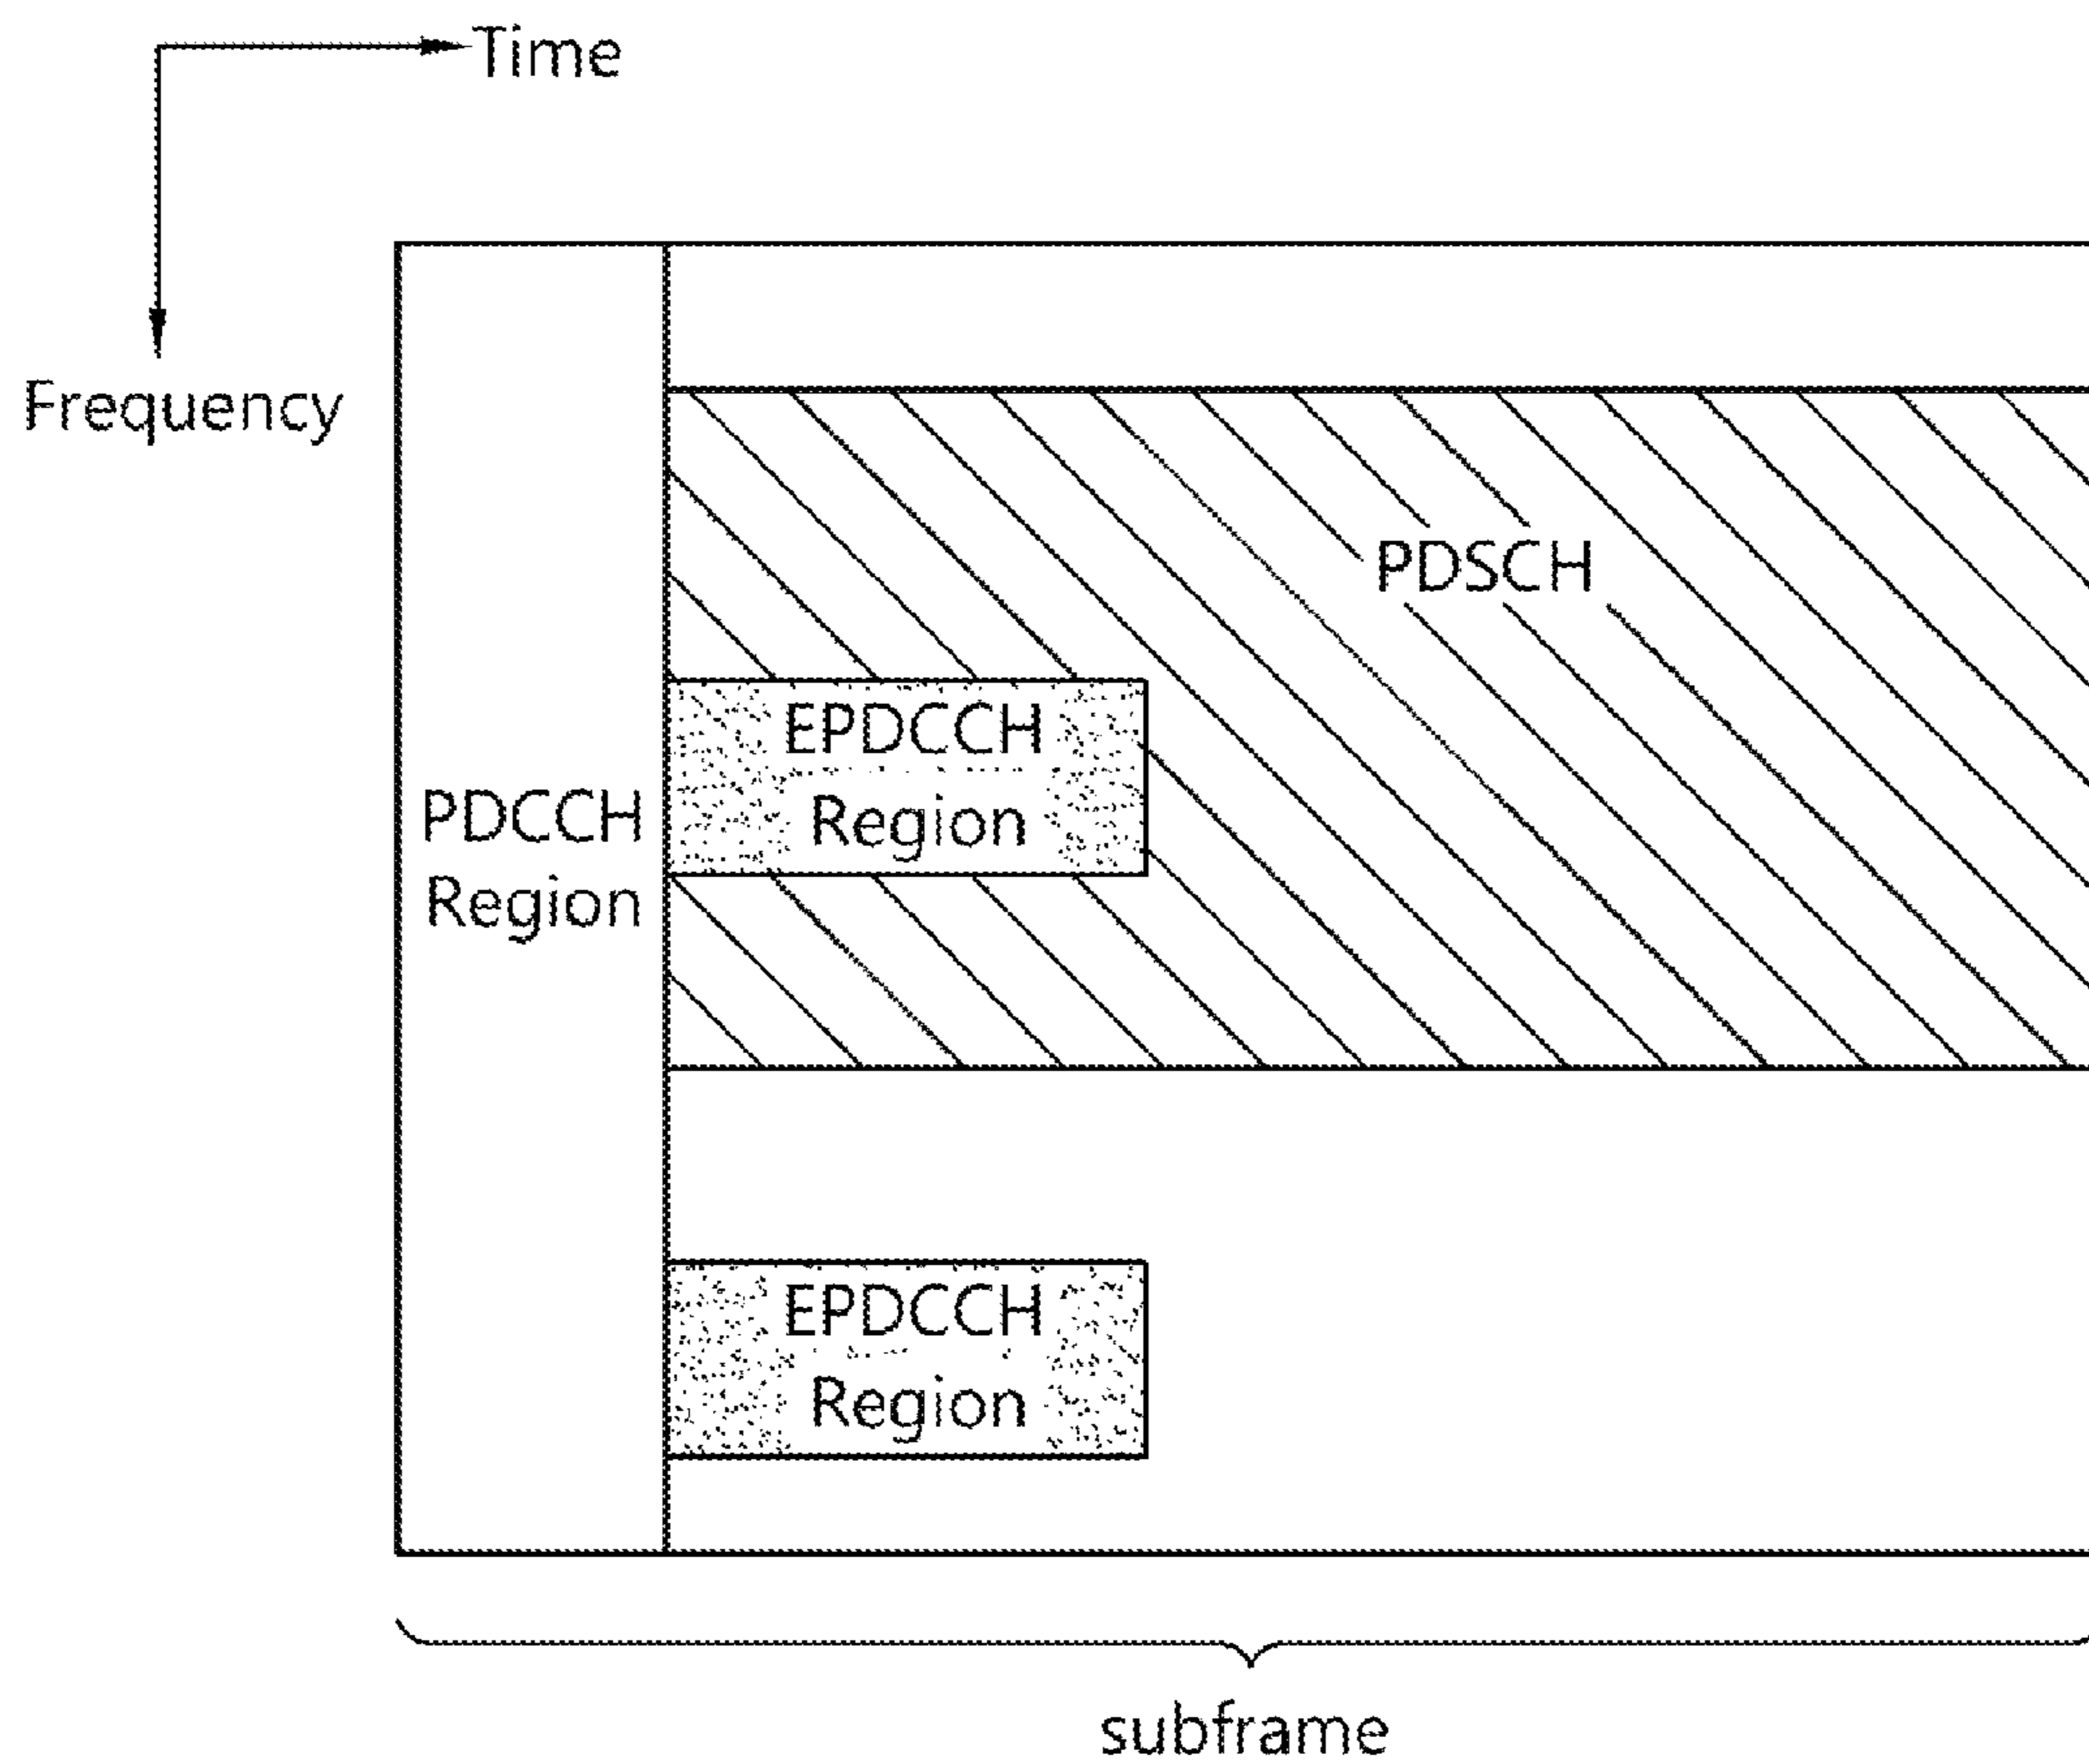 Time
Frequency
PDSCH
EPDCCH
Region
PDCCH
Region
EPDCCH
Region
subframe